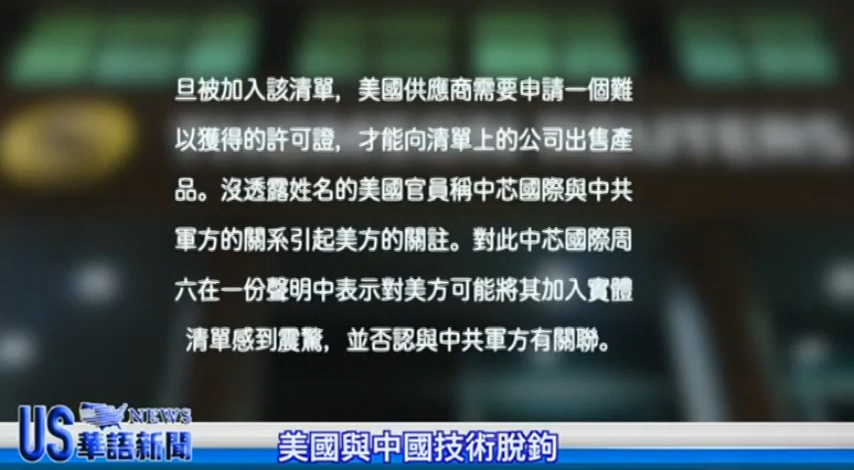 旦被加入該清單，美國供應商需要申請一個難
以獲得的許可證，才能向清單上的公司出售產
品。沒透露姓名的美國官員稱中芯國際與中共
軍方的關系引起美方的關註。對此中芯國際周
六在一份聲明中表示對美方可能將其加入實體
清單感到震驚，並否認與中共軍方有關聯。
US NEWS
華語新聞
美國與中國技術脫鉤